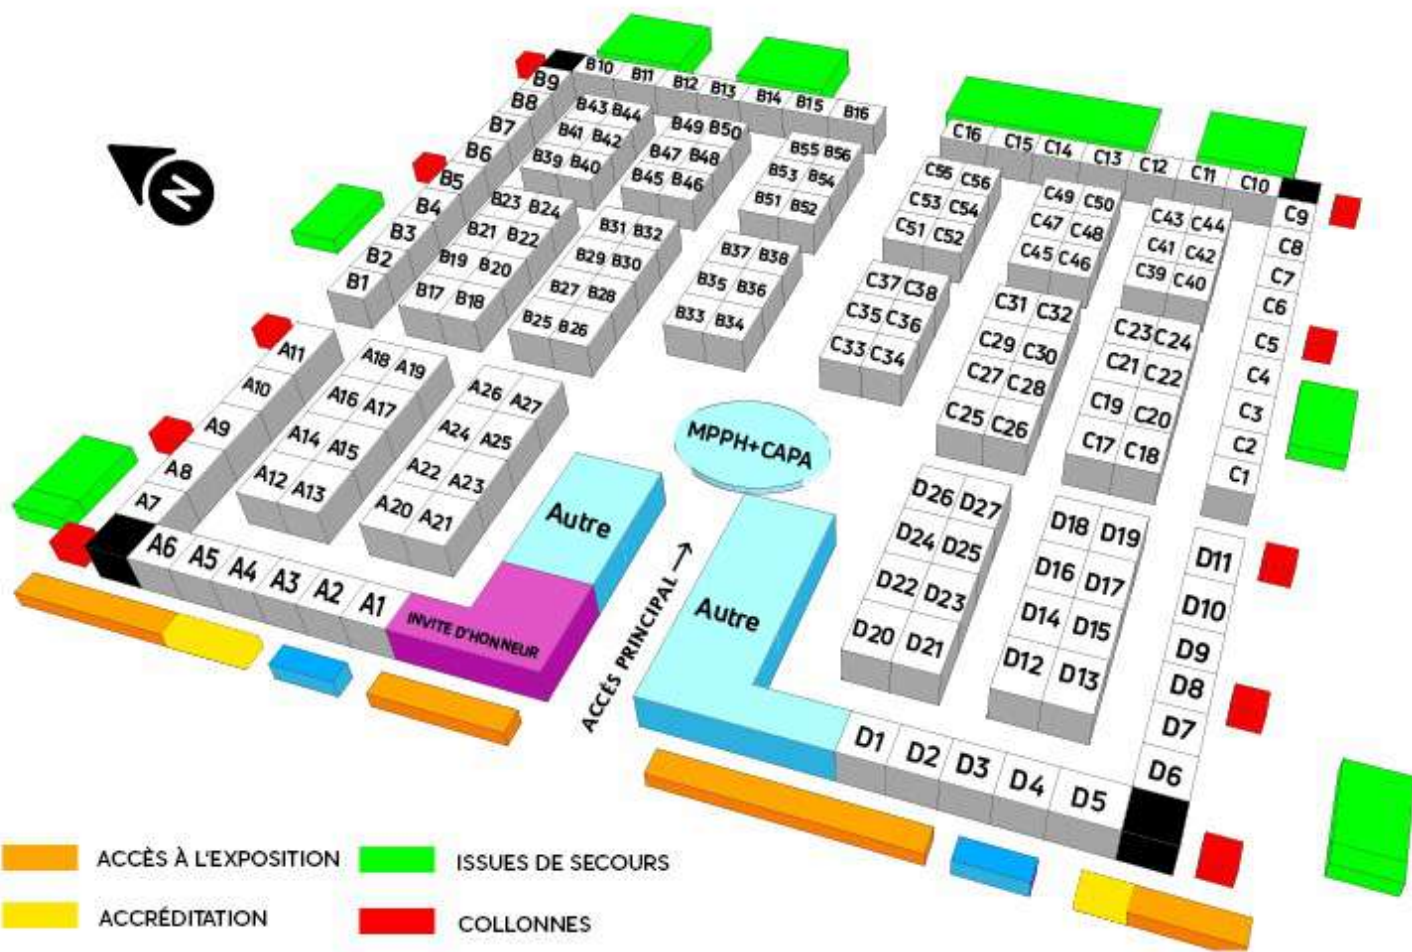 B10 B11 B12 B13 B14 B15 B16
B9
B8
B7
B6
B5
B4
B3
B2
B1
B43 B44
B41 B42
B39 B40
B49 B50
B47 B48
B45 B46
B55 B56
B53 B54
B51 B52
B23 B24
B21 B22
B19 B20
B17 B18
B31 B32
B29 B30
B27 B28
B25 B26
B37 B38
B35 B36
B33 B34
C16 C15 C14 C13 C12 C11 C10
C9
C8
C7
C6
C5
C4
C3
C2
C1
C55 C56
C53 C54
C51 C52
C49 C50
C47 C48
C45 C46
C43 C44
C41 C42
C39 C40
C37 C38
C35 C36
C33 C34
C31 C32
C29 C30
C27 C28
C25 C26
C23 C24
C21 C22
C19 C20
C17 C18
N
A11
A10
A9
A8
A7
A18 A19
A16 A17
A14 A15
A12 A13
A26 A27
A24 A25
A22 A23
A20 A21
A6 A5 A4 A3 A2 A1
INVITE D'HONNEUR
Autre
MPPH+CAPA
ACCÈS PRINCIPAL →
Autre
D26 D27
D24 D25
D22 D23
D20 D21
D18 D19
D16 D17
D14 D15
D12 D13
D11
D10
D9
D8
D7
D6
D1 D2 D3 D4 D5
ACCÈS À L'EXPOSITION
ISSUES DE SECOURS
ACCRÉDITATION
COLLONNES